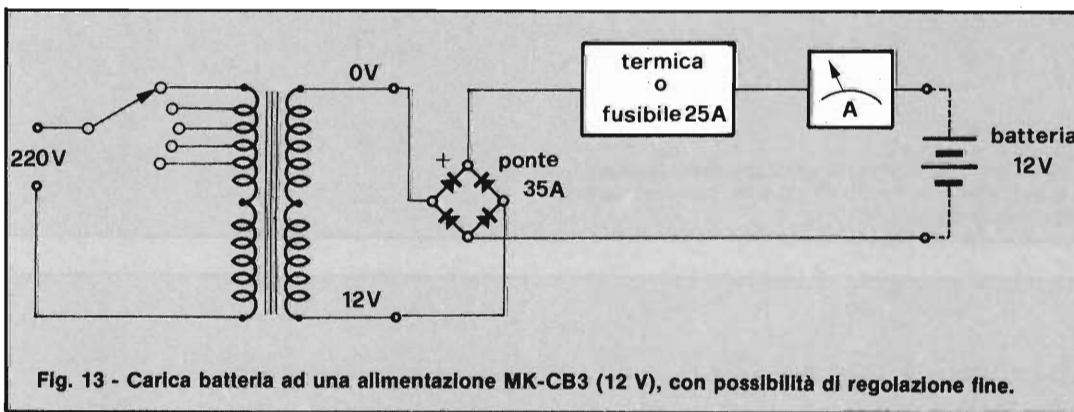 220V
0V
12V
+
ponte
35A
termica
o
fusibile 25A
A
batteria
12V
Fig. 13 - Carica batteria ad una alimentazione MK-CB3 (12 V), con possibilità di regolazione fine.